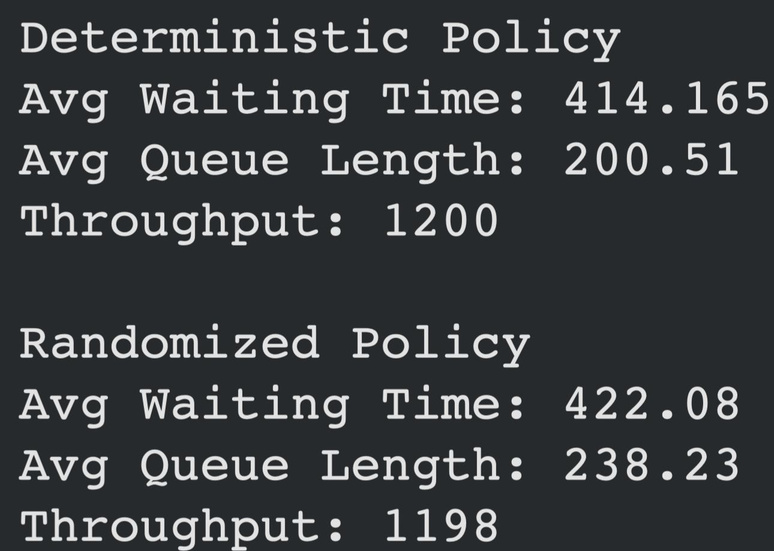 Deterministic Policy
Avg Waiting Time: 414.165
Avg Queue Length: 200.51
Throughput: 1200
Randomized Policy
Avg Waiting Time: 422.08
Avg Queue Length: 238.23
Throughput: 1198